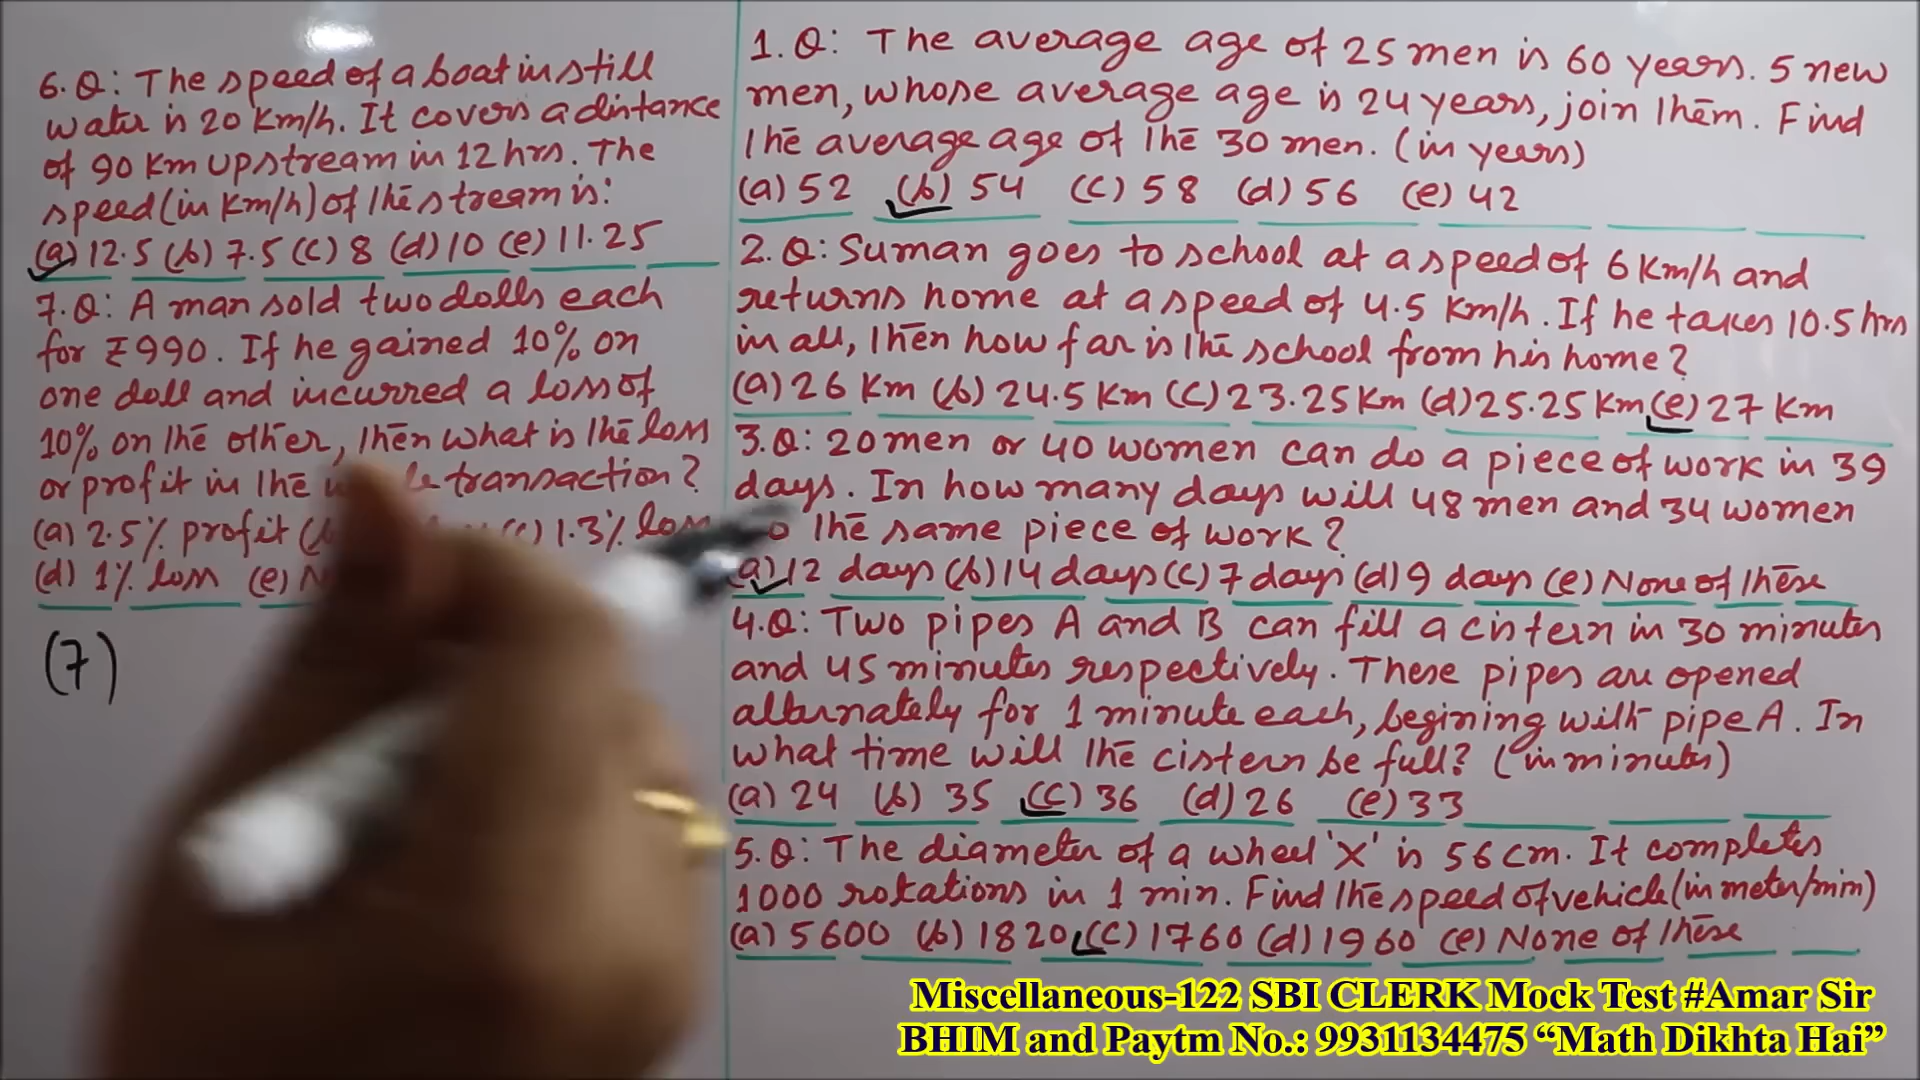 6.Q: The speed of a boat in still
water is 20 Km/h. It covers a distance
of 90 Km upstream in 12 hrs. The
speed (in Km/h) of the stream is:
(a) 12.5 (b) 7.5 (c) 8 (d) 10 (e) 11.25
7.Q: A man sold two dolls each
for ₹990. If he gained 10% on
one doll and incurred a loss of
10% on the other, then what is the loss
or profit in the transaction?
(a) 2.5% profit (c) 1.3% loss
(d) 1% loss (e)
(7)
1.Q: The average age of 25 men is 60 years. 5 new
men, whose average age is 24 years, join them. Find
the average age of the 30 men. (in years)
(a) 52 (b) 54 (c) 58 (d) 56 (e) 42
2.Q: Suman goes to school at a speed of 6 Km/h and
returns home at a speed of 4.5 Km/h. If he takes 10.5 hrs
in all, then how far is the school from his home?
(a) 26 Km (b) 24.5 Km (c) 23.25 Km (d) 25.25 Km (e) 27 Km
3.Q: 20 men or 40 women can do a piece of work in 39
days. In how many days will 48 men and 34 women
the same piece of work?
(a) 12 days (b) 14 days (c) 7 days (d) 9 days (e) None of these
4.Q: Two pipes A and B can fill a cistern in 30 minutes
and 45 minutes respectively. These pipes are opened
alternately for 1 minute each, begining with pipe A. In
what time will the cistern be full? (in minutes)
(a) 24 (b) 35 (c) 36 (d) 26 (e) 33
5.Q: The diameter of a wheel 'X' is 56 cm. It completes
1000 rotations in 1 min. Find the speed of vehicle (in meter/min)
(a) 5600 (b) 1820 (c) 1760 (d) 1960 (e) None of these
Miscellaneous-122 SBI CLERK Mock Test #Amar Sir
BHIM and Paytm No.: 9931134475 “Math Dikhta Hai”